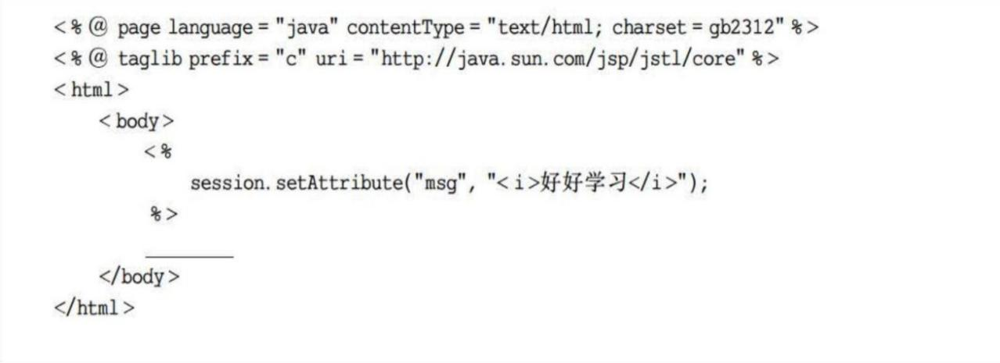 <%@ page language="java" contentType="text/html; charset=gb2312" %>
<%@ taglib prefix="c" uri="http://java.sun.com/jsp/jstl/core" %>
<html>
<body>
<%
session.setAttribute("msg", "<i>好好学习</i>");
%>
________
</body>
</html>